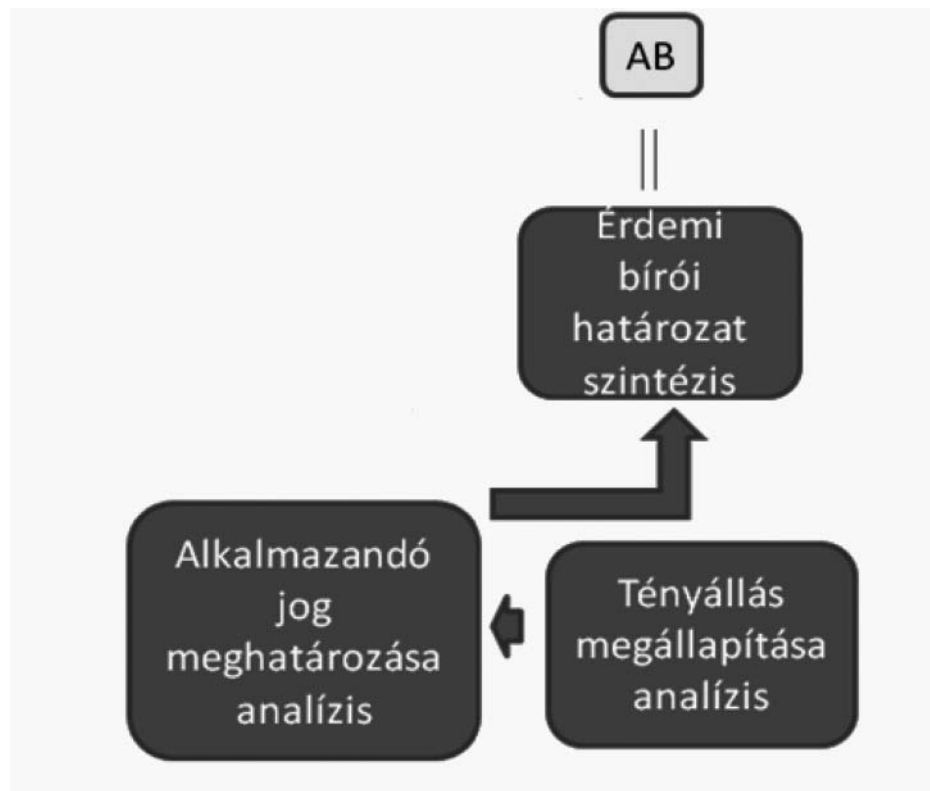 AB
Érdemi
bírói
határozat
szintézis
Alkalmazandó
jog
meghatározása
analízis
Tényállás
megállapítása
analízis